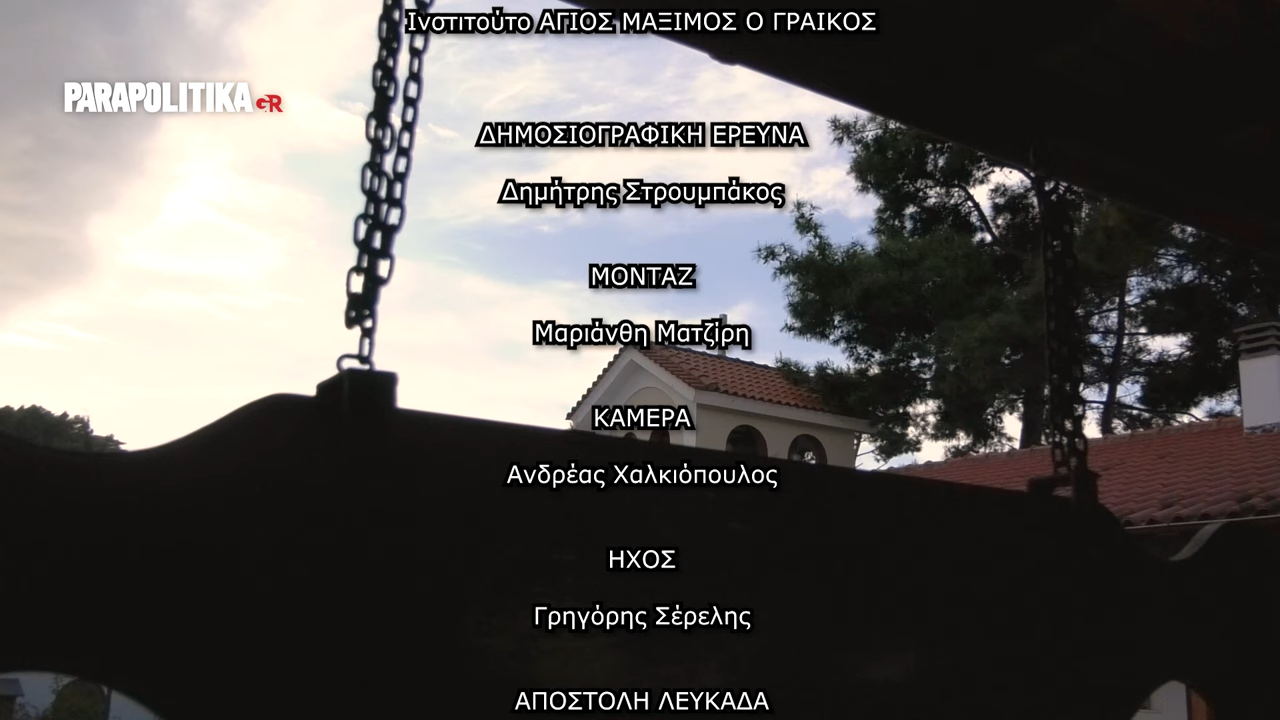 Ινστιτούτο ΑΓΙΟΣ ΜΑΞΙΜΟΣ Ο ΓΡΑΙΚΟΣ
PARAPOLITIKA.GR
ΔΗΜΟΣΙΟΓΡΑΦΙΚΗ ΕΡΕΥΝΑ
Δημήτρης Στρουμπάκος
ΜΟΝΤΑΖ
Μαριάνθη Ματζίρη
ΚΑΜΕΡΑ
Ανδρέας Χαλκιόπουλος
ΗΧΟΣ
Γρηγόρης Σέρελης
ΑΠΟΣΤΟΛΗ ΛΕΥΚΑΔΑ